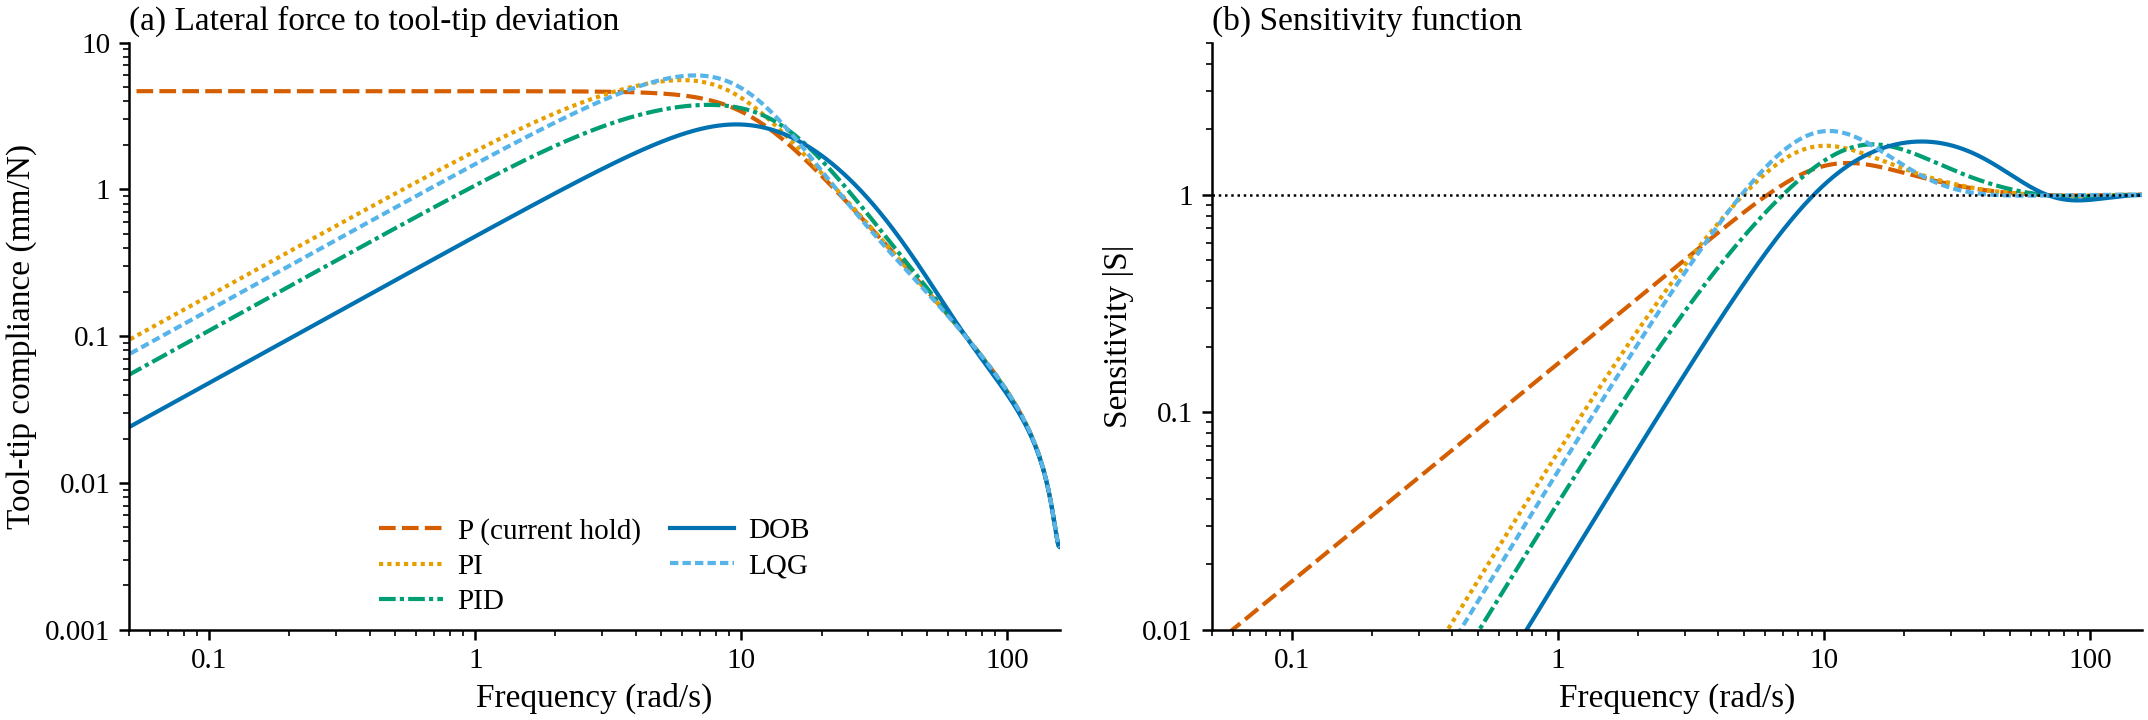 (a) Lateral force to tool-tip deviation
Tool-tip compliance (mm/N)
10
1
0.1
0.01
0.001
P (current hold)
PI
PID
DOB
LQG
0.1
1
10
100
Frequency (rad/s)
(b) Sensitivity function
Sensitivity |S|
1
0.1
0.01
0.1
1
10
100
Frequency (rad/s)